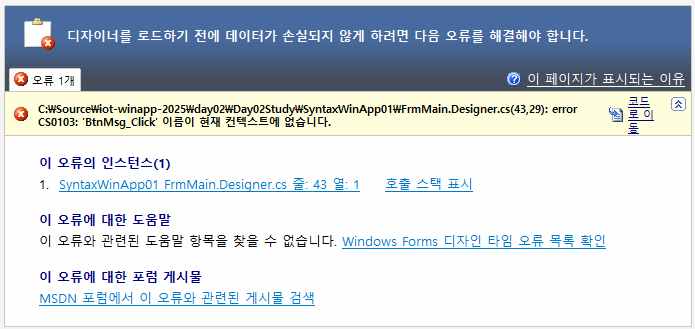 디자이너를 로드하기 전에 데이터가 손실되지 않게 하려면 다음 오류를 해결해야 합니다.
오류 1개
이 페이지가 표시되는 이유
C:₩Source₩iot-winapp-2025₩day02₩Day02Study₩SyntaxWinApp01₩FrmMain.Designer.cs(43,29): error
CS0103: 'BtnMsg_Click' 이름이 현재 컨텍스트에 없습니다.
코드
로 이
동
이 오류의 인스턴스(1)
1. SyntaxWinApp01 FrmMain.Designer.cs 줄: 43 열: 1 호출 스택 표시
이 오류에 대한 도움말
이 오류와 관련된 도움말 항목을 찾을 수 없습니다. Windows Forms 디자인 타임 오류 목록 확인
이 오류에 대한 포럼 게시물
MSDN 포럼에서 이 오류와 관련된 게시물 검색